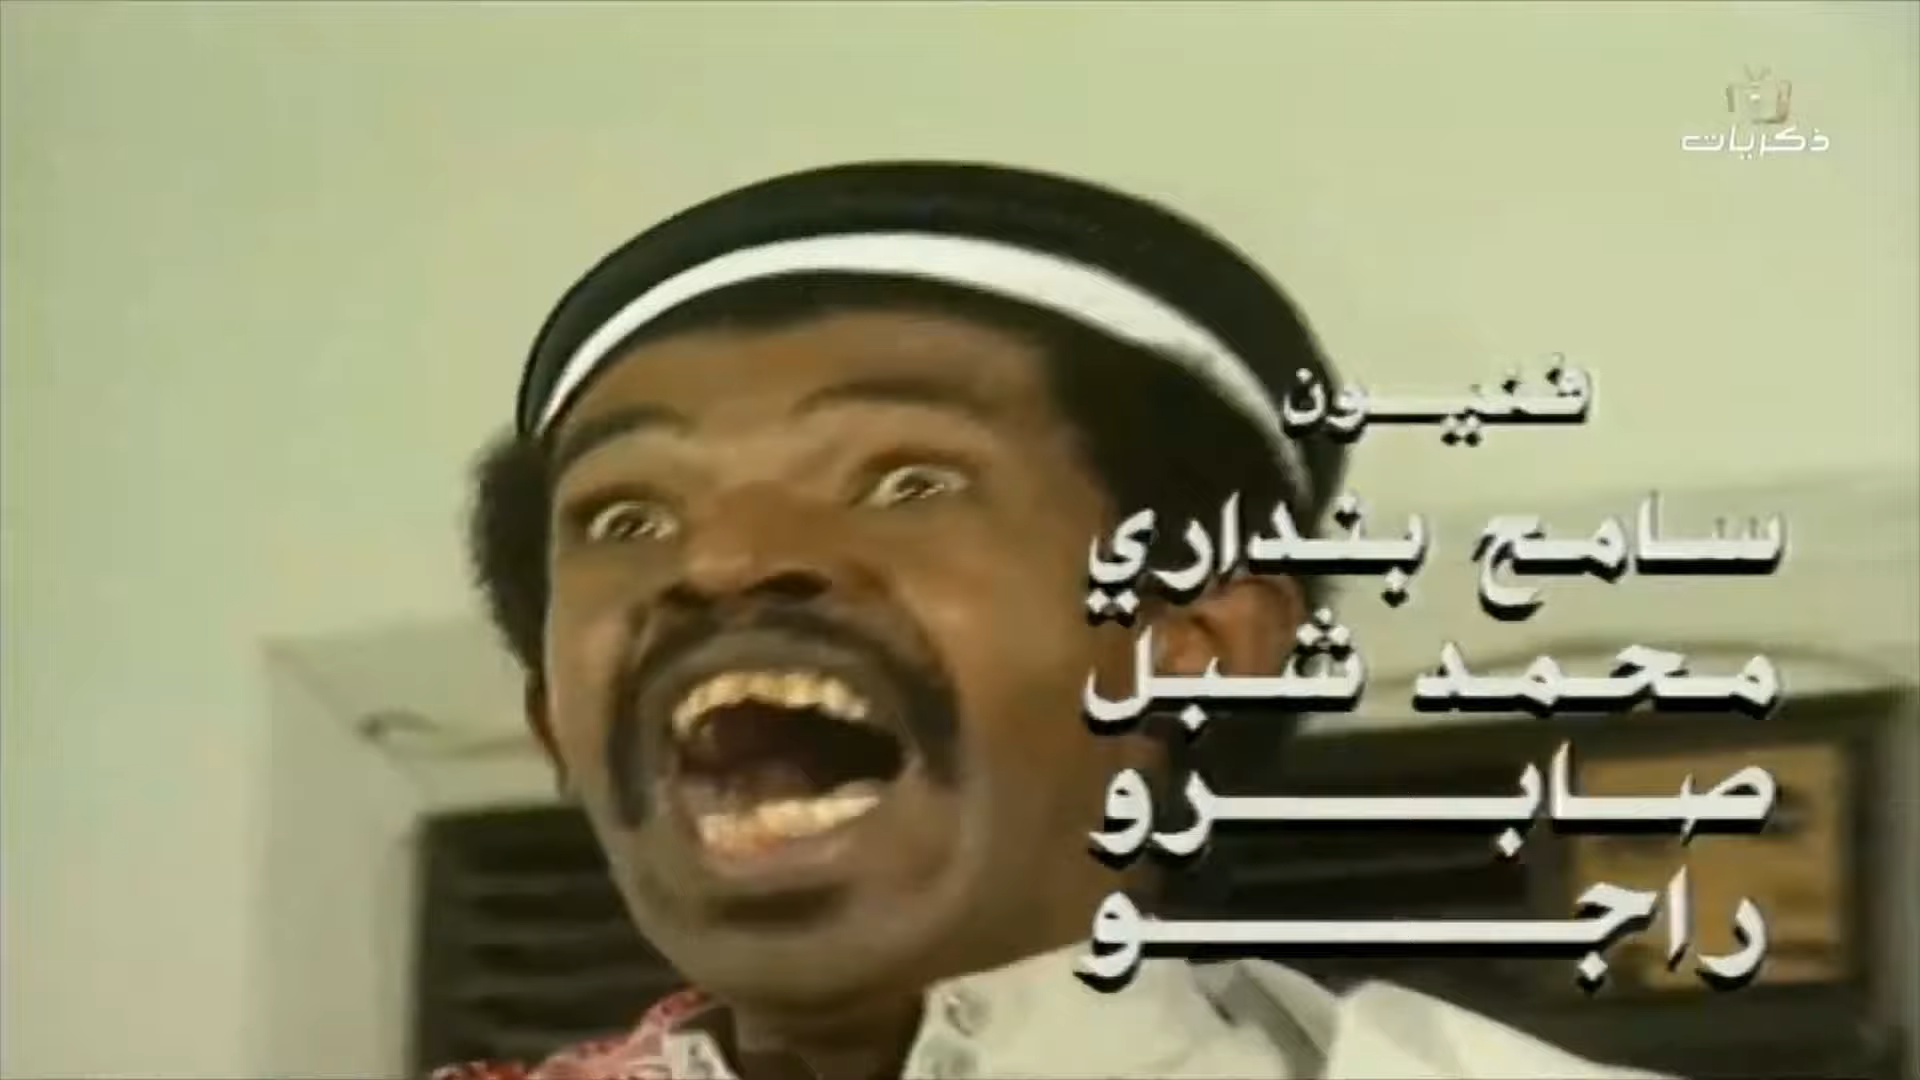 ذكريات
فنيون
سامح بنداري
محمد شبل
صابرو
راجو